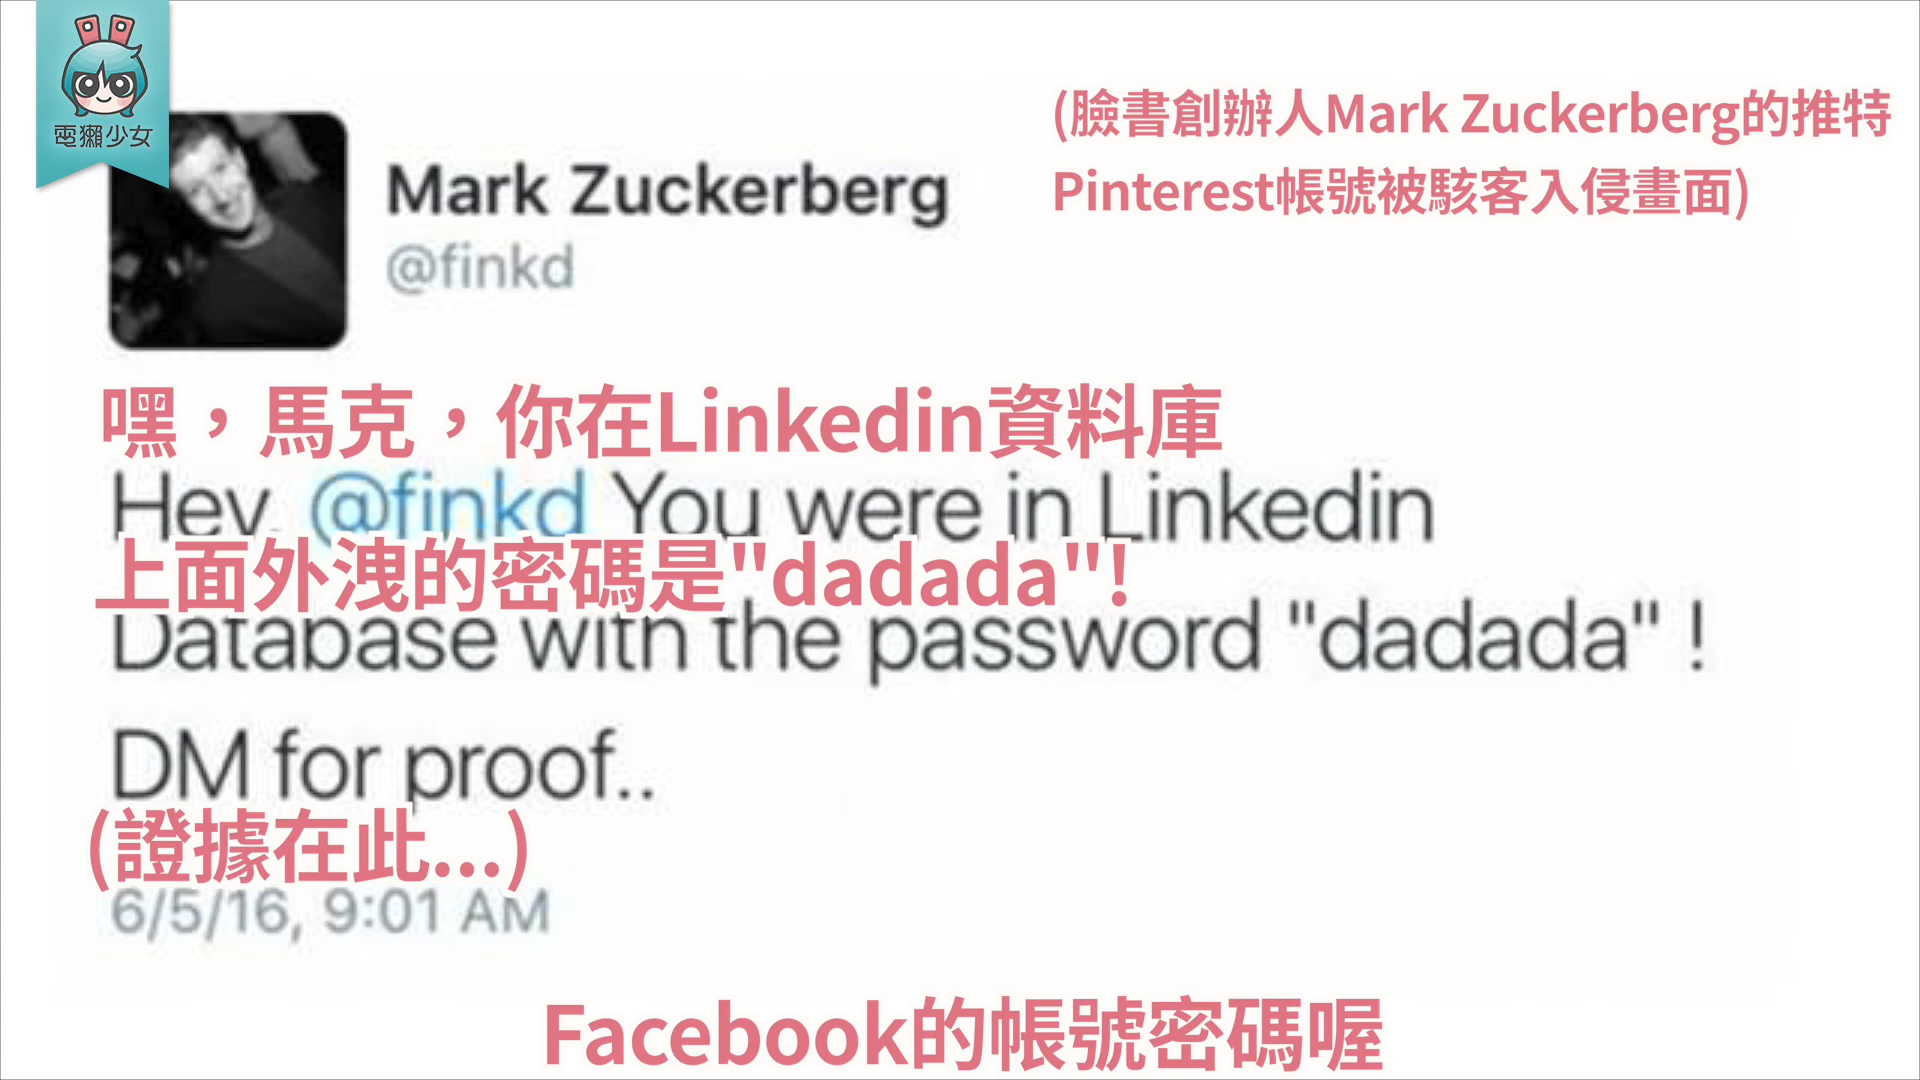 電獺少女
(臉書創辦人Mark Zuckerberg的推特
Pinterest帳號被駭客入侵畫面)
Mark Zuckerberg
@finkd
嘿，馬克，你在Linkedin資料庫
Hey, @finkd You were in Linkedin
上面外洩的密碼是"dadada"!
Database with the password "dadada" !
DM for proof..
(證據在此...)
6/5/16, 9:01 AM
Facebook的帳號密碼喔